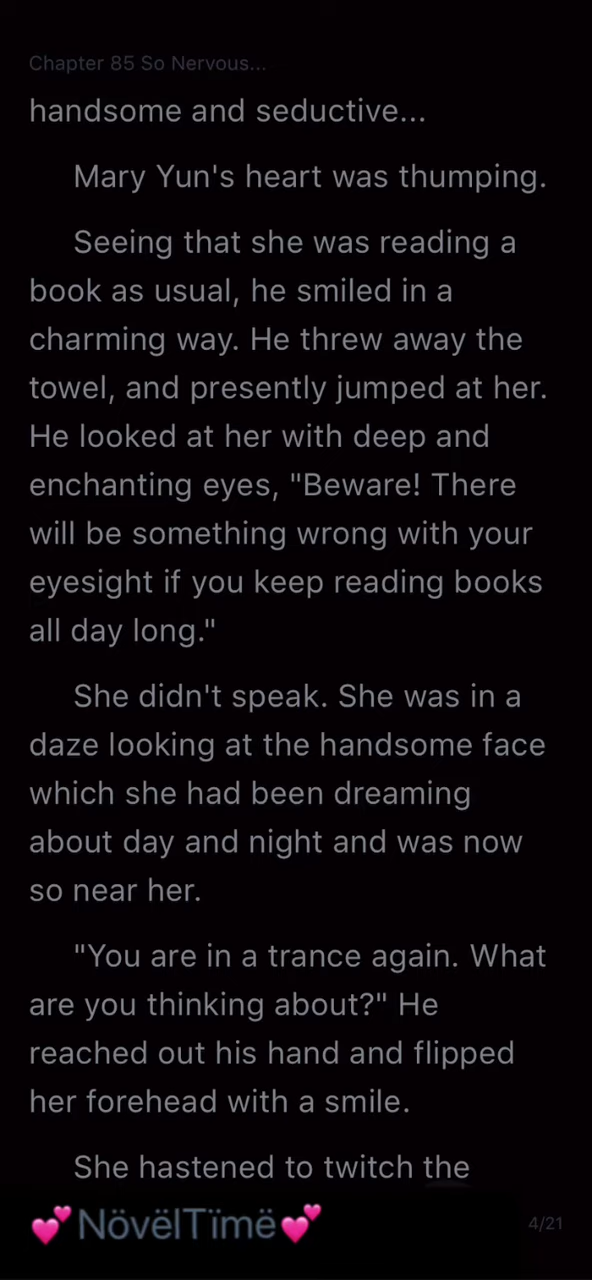 Chapter 85 So Nervous...
handsome and seductive...
Mary Yun's heart was thumping.
Seeing that she was reading a
book as usual, he smiled in a
charming way. He threw away the
towel, and presently jumped at her.
He looked at her with deep and
enchanting eyes, "Beware! There
will be something wrong with your
eyesight if you keep reading books
all day long."
She didn't speak. She was in a
daze looking at the handsome face
which she had been dreaming
about day and night and was now
so near her.
"You are in a trance again. What
are you thinking about?" He
reached out his hand and flipped
her forehead with a smile.
She hastened to twitch the
💕NövëlTïmë💕
4/21